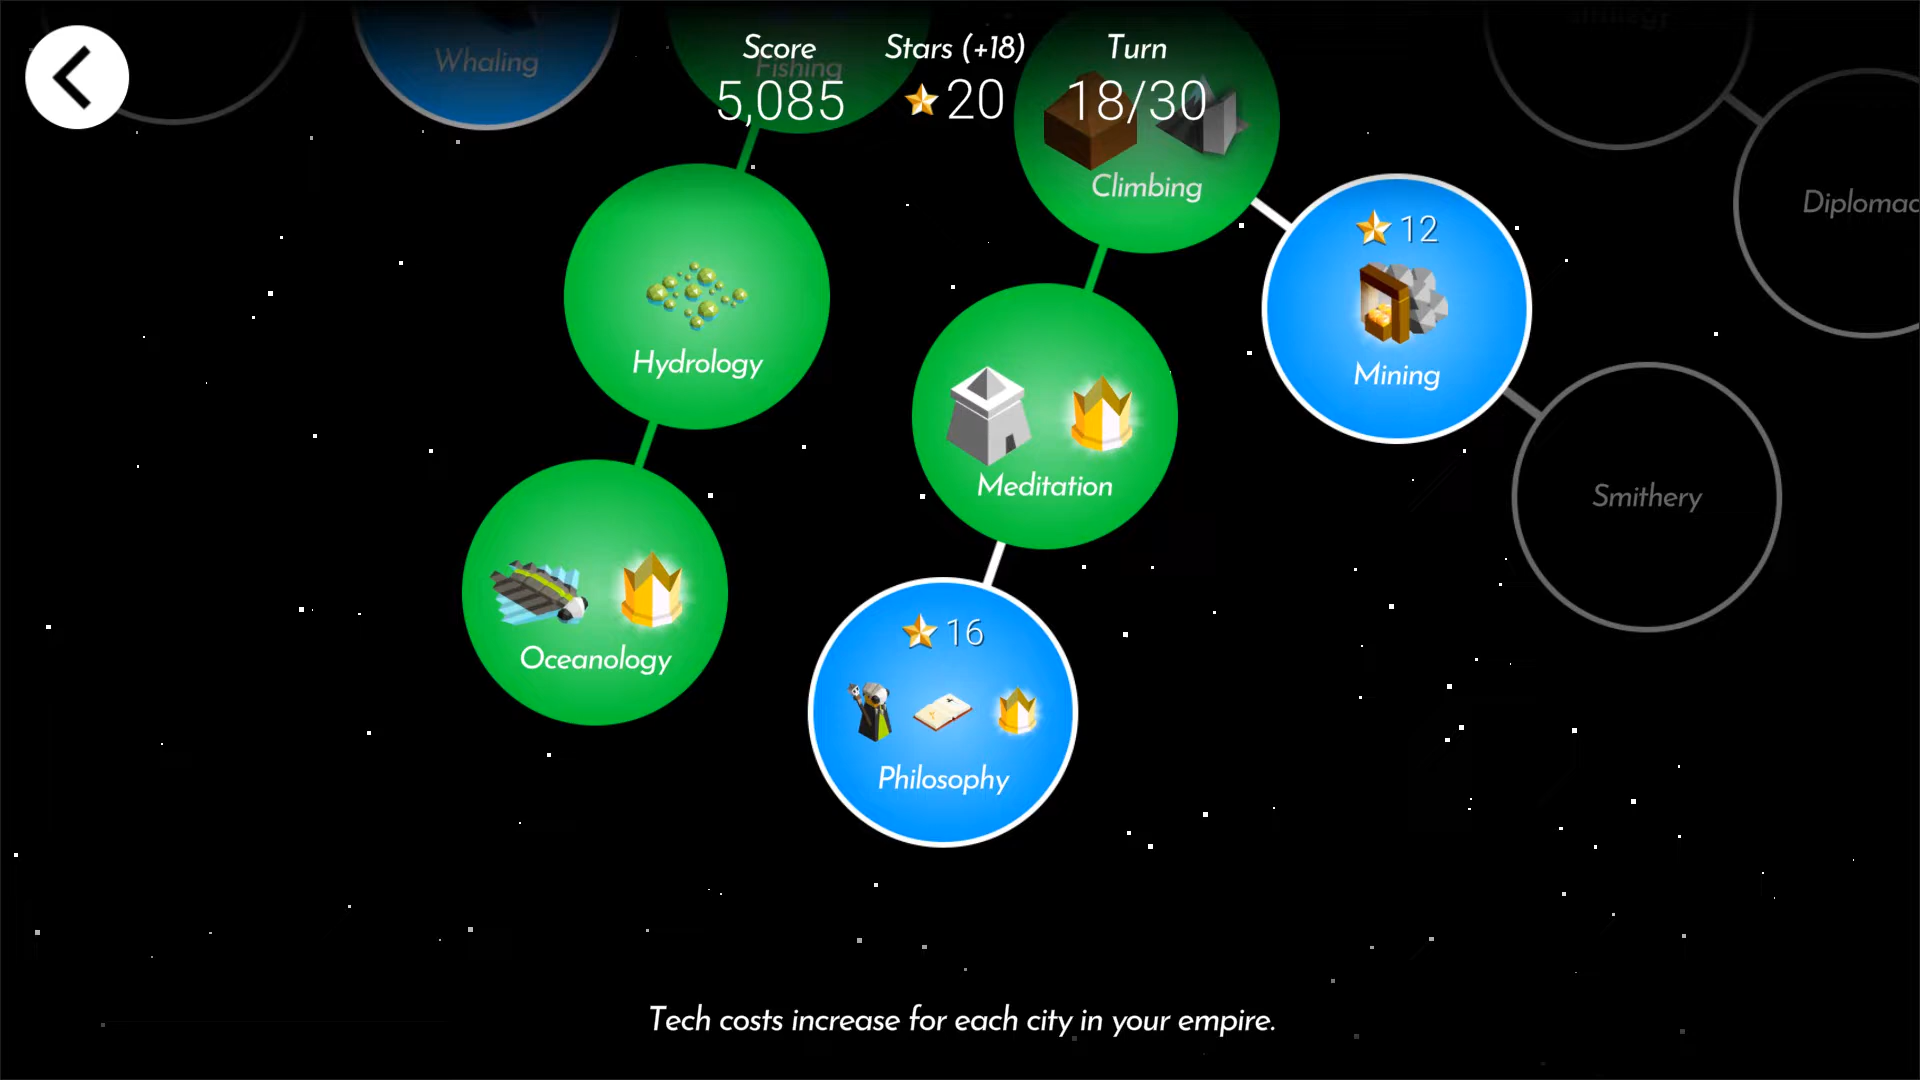 Score
5,085
Stars (+18)
20
Turn
18/30
Whaling
Fishing
Climbing
12
Mining
Diplomac
Hydrology
Meditation
Smithery
Oceanology
16
Philosophy
Tech costs increase for each city in your empire.